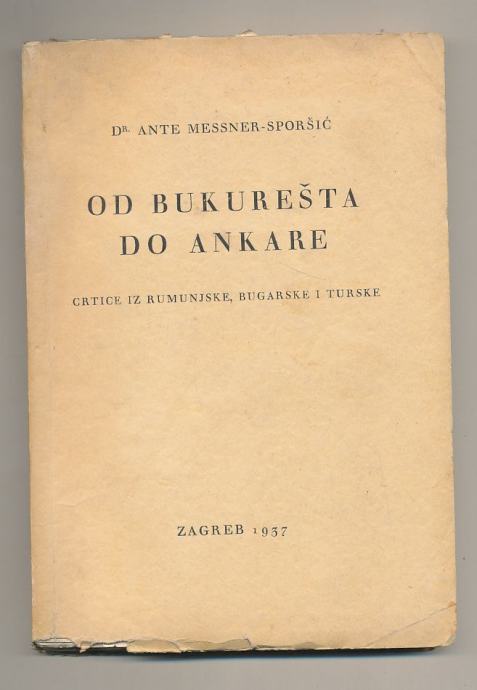 Dr. ANTE MESSNER-SPORŠIĆ
OD BUKUREŠTA
DO ANKARE
CRTICE IZ RUMUNJSKE, BUGARSKE I TURSKE
ZAGREB 1937